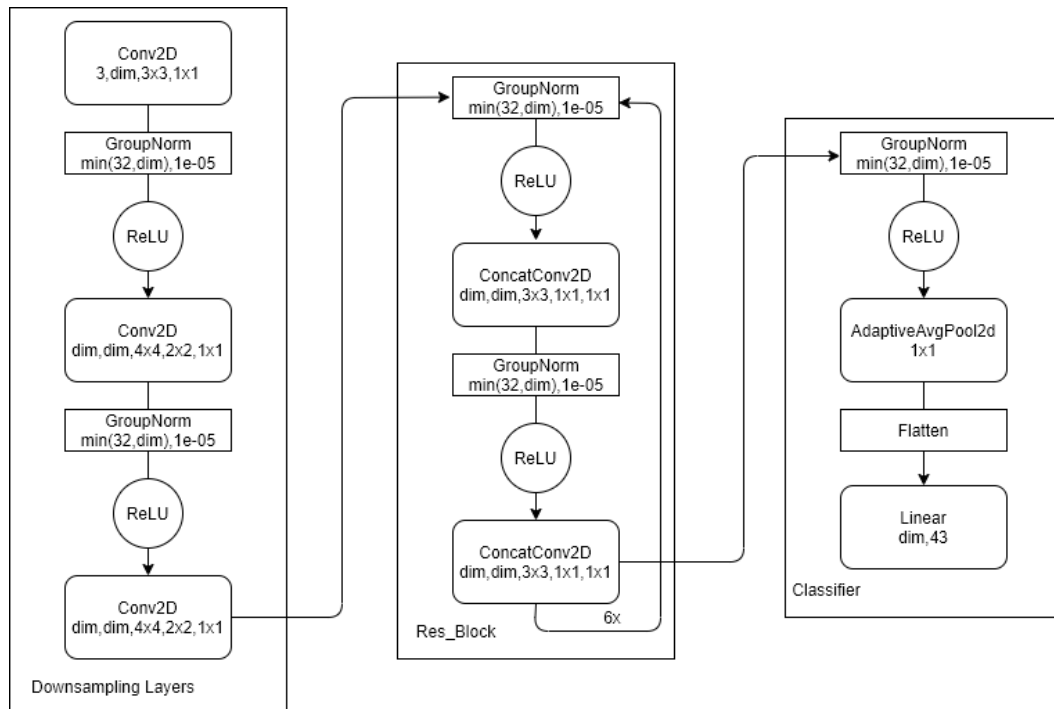 Conv2D
3,dim,3x3,1x1
GroupNorm
min(32,dim),1e-05
ReLU
Conv2D
dim,dim,4x4,2x2,1x1
GroupNorm
min(32,dim),1e-05
ReLU
Conv2D
dim,dim,4x4,2x2,1x1
Downsampling Layers
GroupNorm
min(32,dim),1e-05
ReLU
ConcatConv2D
dim,dim,3x3,1x1,1x1
GroupNorm
min(32,dim),1e-05
ReLU
ConcatConv2D
dim,dim,3x3,1x1,1x1
6x
Res_Block
GroupNorm
min(32,dim),1e-05
ReLU
AdaptiveAvgPool2d
1x1
Flatten
Linear
dim,43
Classifier